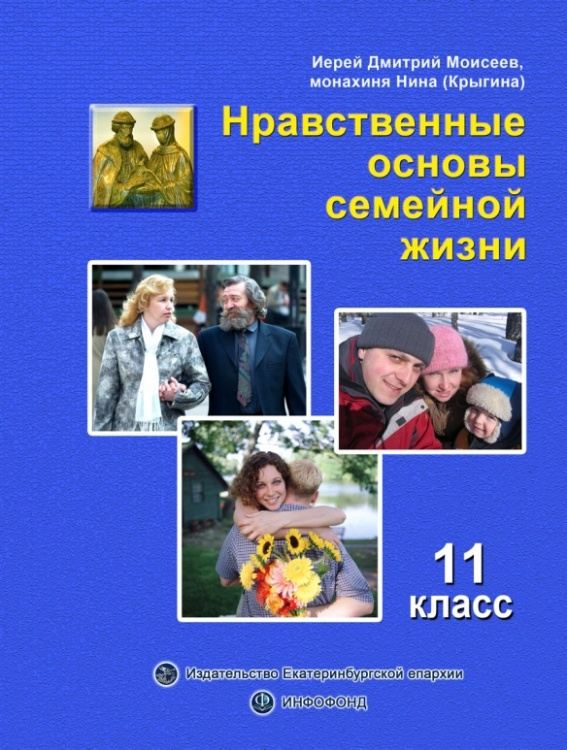 Иерей Дмитрий Моисеев,
монахиня Нина (Крыгина)
Нравственные
основы
семейной
жизни
11
класс
Издательство Екатеринбургской епархии
ИНФОФОНД